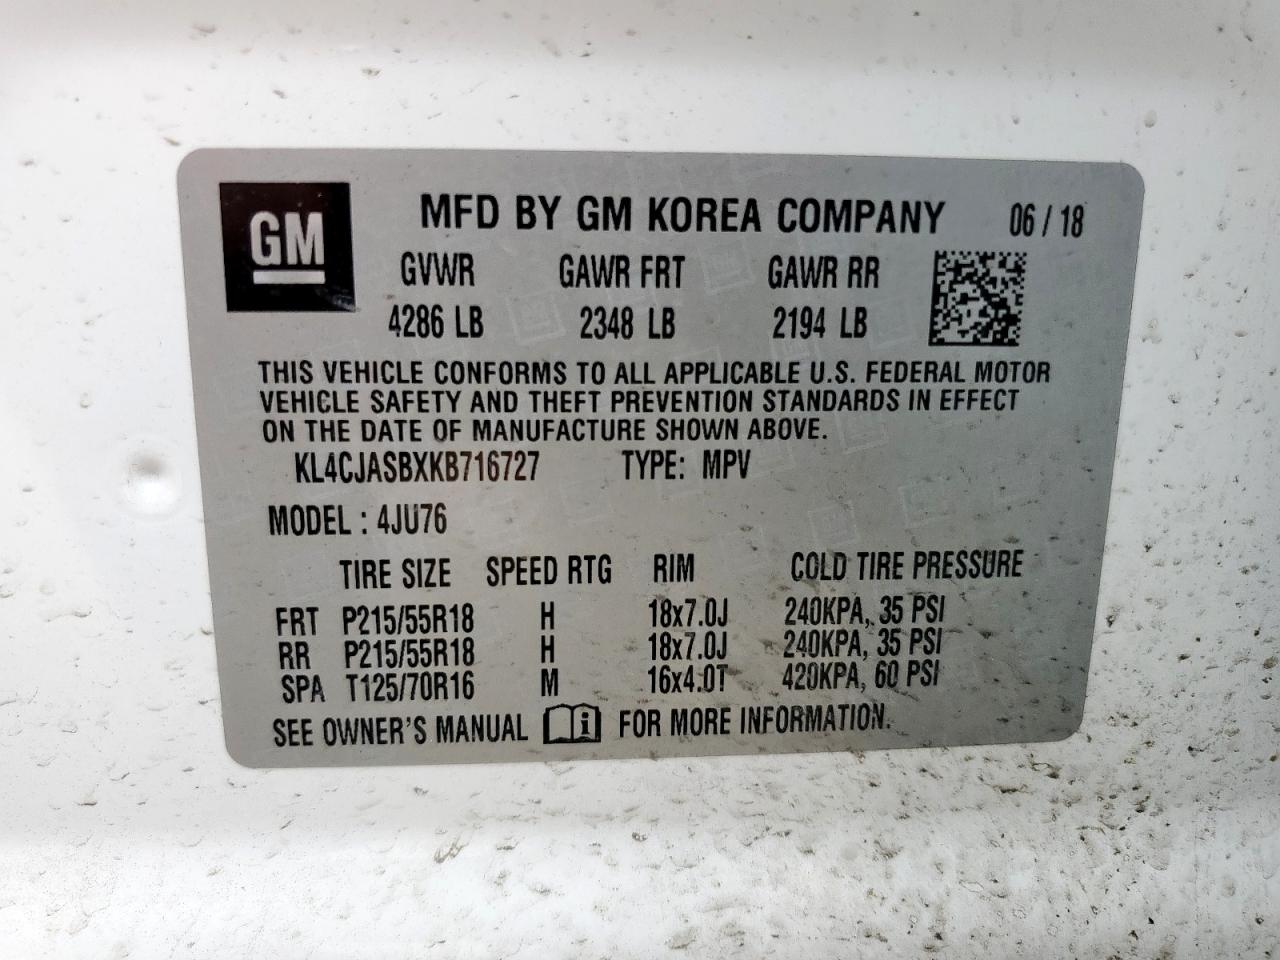 GM
MFD BY GM KOREA COMPANY 06 / 18
GVWR GAWR FRT GAWR RR
4286 LB 2348 LB 2194 LB
THIS VEHICLE CONFORMS TO ALL APPLICABLE U.S. FEDERAL MOTOR
VEHICLE SAFETY AND THEFT PREVENTION STANDARDS IN EFFECT
ON THE DATE OF MANUFACTURE SHOWN ABOVE.
KL4CJASBXKB716727 TYPE: MPV
MODEL : 4JU76
TIRE SIZE SPEED RTG RIM COLD TIRE PRESSURE
FRT P215/55R18 H 18x7.0J 240KPA, 35 PSI
RR P215/55R18 H 18x7.0J 240KPA, 35 PSI
SPA T125/70R16 M 16x4.0T 420KPA, 60 PSI
SEE OWNER'S MANUAL i FOR MORE INFORMATION.